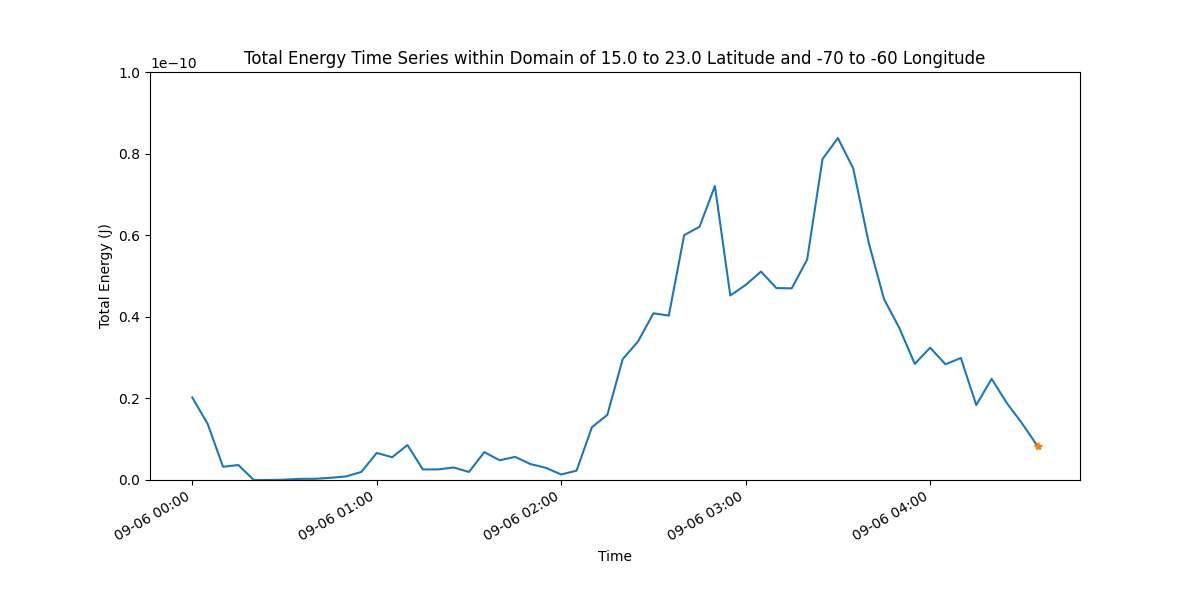 Total Energy Time Series within Domain of 15.0 to 23.0 Latitude and -70 to -60 Longitude
1e−10
1.0
0.8
0.6
0.4
0.2
0.0
Total Energy (J)
09-06 00:00
09-06 01:00
09-06 02:00
09-06 03:00
09-06 04:00
Time